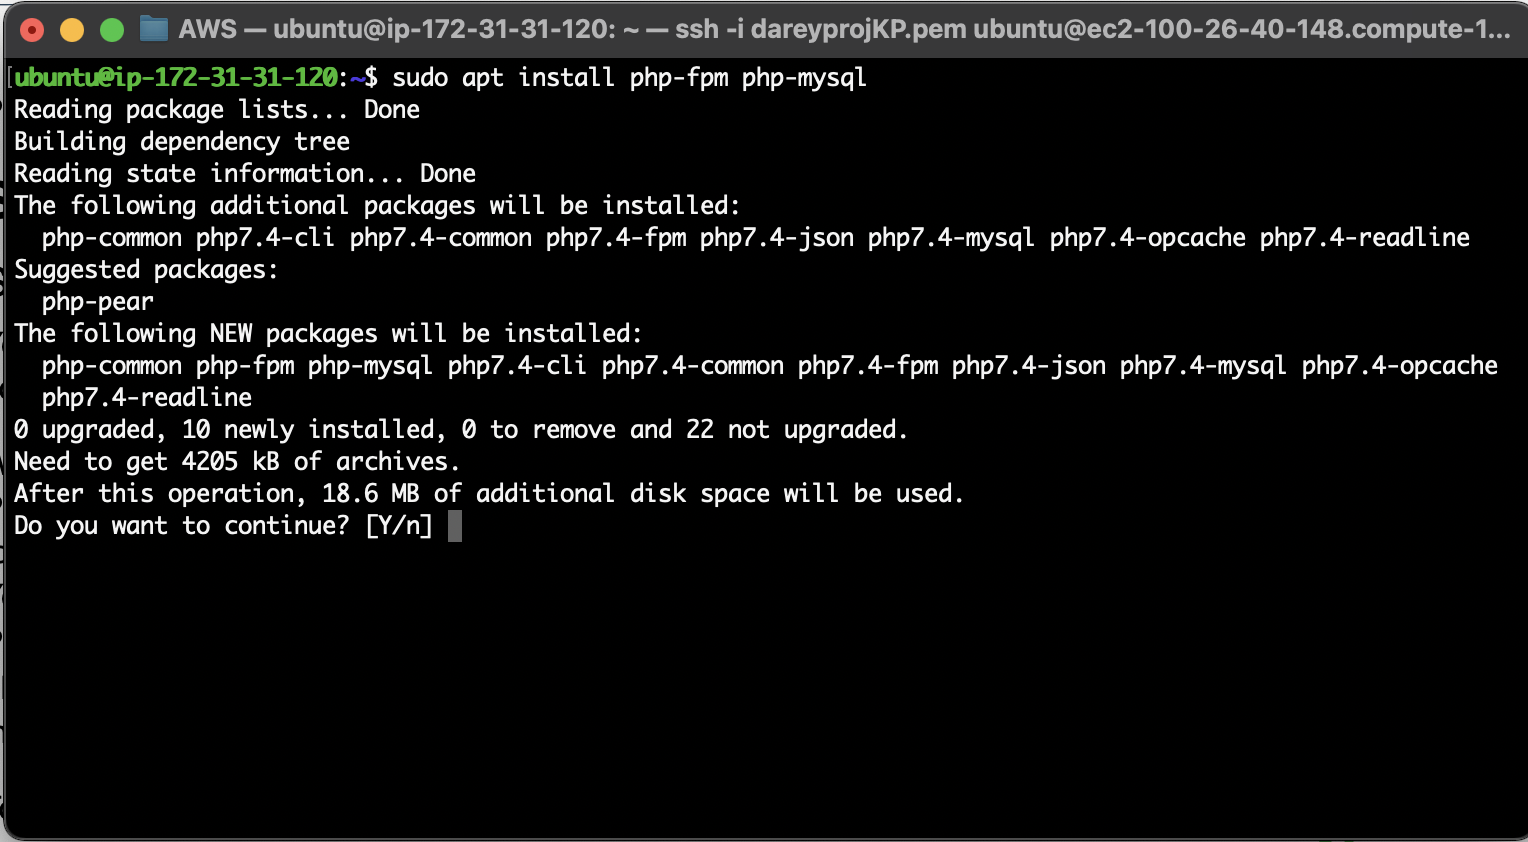 AWS — ubuntu@ip-172-31-31-120: ~ — ssh -i dareyprojKP.pem ubuntu@ec2-100-26-40-148.compute-1...
[ubuntu@ip-172-31-31-120:~$ sudo apt install php-fpm php-mysql
Reading package lists... Done
Building dependency tree
Reading state information... Done
The following additional packages will be installed:
  php-common php7.4-cli php7.4-common php7.4-fpm php7.4-json php7.4-mysql php7.4-opcache php7.4-readline
Suggested packages:
  php-pear
The following NEW packages will be installed:
  php-common php-fpm php-mysql php7.4-cli php7.4-common php7.4-fpm php7.4-json php7.4-mysql php7.4-opcache
  php7.4-readline
0 upgraded, 10 newly installed, 0 to remove and 22 not upgraded.
Need to get 4205 kB of archives.
After this operation, 18.6 MB of additional disk space will be used.
Do you want to continue? [Y/n]